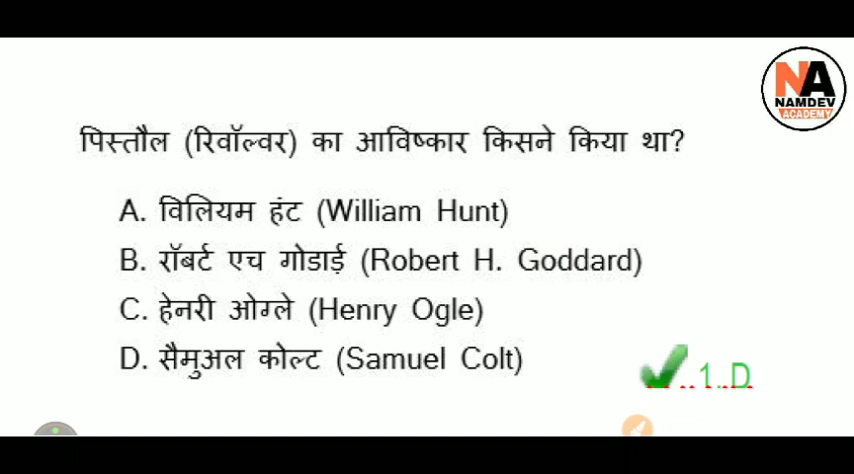 NA
NAMDEV
ACADEMY
पिस्तौल (रिवॉल्वर) का आविष्कार किसने किया था?
A. विलियम हंट (William Hunt)
B. रॉबर्ट एच गोडार्ड (Robert H. Goddard)
C. हेनरी ओग्ले (Henry Ogle)
D. सैमुअल कोल्ट (Samuel Colt)
1. D